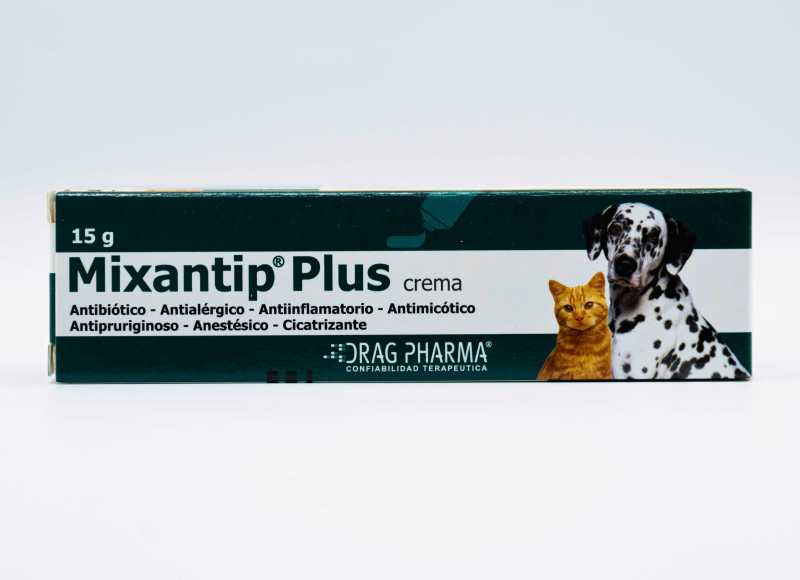 15 g
Mixantip® Plus crema
Antibiótico - Antialérgico - Antiinflamatorio - Antimicótico
Antipruriginoso - Anestésico - Cicatrizante
DRAG PHARMA®
CONFIABILIDAD TERAPEUTICA